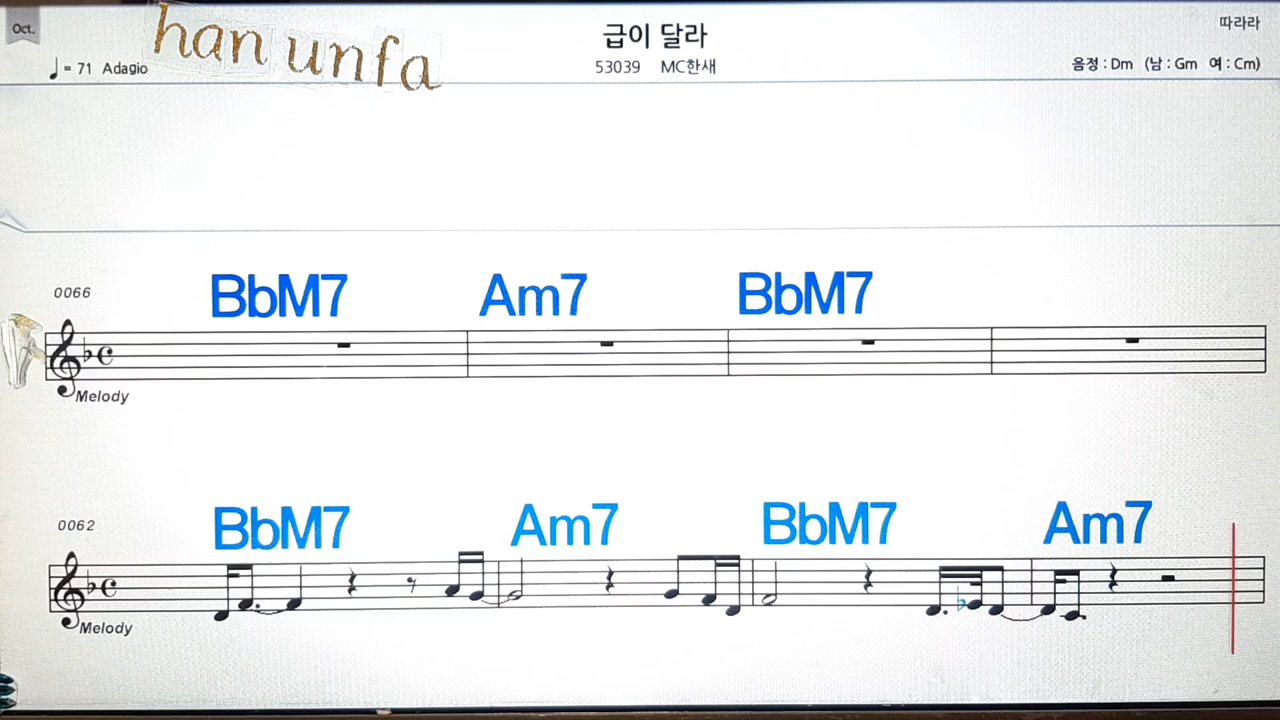 Oct.
han unfa
급이 달라
따라라
♩= 71 Adagio
53039 MC한새
음정 : Dm (남 : Gm 여 : Cm)
0066
BbM7 Am7 BbM7
Melody
0062
BbM7 Am7 BbM7 Am7
Melody